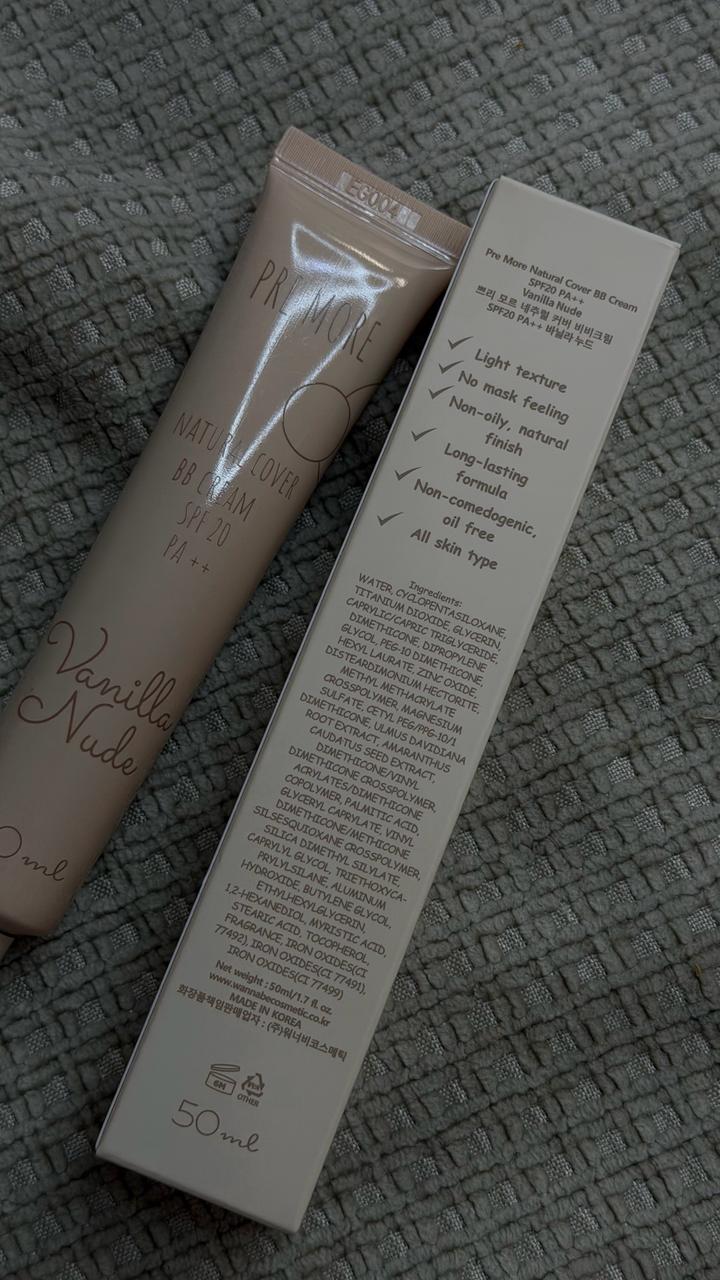 EG004
PRE MORE
NATURAL COVER
BB CREAM
SPF 20
PA ++
Vanilla
Nude
ml
Pre More Natural Cover BB Cream
SPF20 PA++
Vanilla Nude
쁘리 모르 네추럴 커버 비비크림
SPF20 PA++ 바닐라 누드
Light texture
No mask feeling
Non-oily, natural
finish
Long-lasting
formula
Non-comedogenic,
oil free
All skin type
Ingredients:
WATER, CYCLOPENTASILOXANE,
TITANIUM DIOXIDE, GLYCERIN,
CAPRYLIC/CAPRIC TRIGLYCERIDE,
DIMETHICONE, DIPROPYLENE
GLYCOL, PEG-10 DIMETHICONE,
HEXYL LAURATE, ZINC OXIDE,
DISTEARDIMONIUM HECTORITE,
METHYL METHACRYLATE
CROSSPOLYMER, MAGNESIUM
SULFATE, CETYL PEG/PPG-10/1
DIMETHICONE, ULMUS DAVIDIANA
ROOT EXTRACT, AMARANTHUS
CAUDATUS SEED EXTRACT,
DIMETHICONE/VINYL
DIMETHICONE CROSSPOLYMER,
ACRYLATES/DIMETHICONE
COPOLYMER, PALMITIC ACID,
GLYCERYL CAPRYLATE, VINYL
DIMETHICONE/METHICONE
SILSESQUIOXANE CROSSPOLYMER,
SILICA DIMETHYL SILYLATE,
CAPRYLYL GLYCOL, TRIETHOXYCA-
PRYLYLSILANE, ALUMINUM
HYDROXIDE, BUTYLENE GLYCOL,
ETHYLHEXYLGLYCERIN,
1,2-HEXANEDIOL, MYRISTIC ACID,
STEARIC ACID, TOCOPHEROL,
FRAGRANCE, IRON OXIDES(CI
77492), IRON OXIDES(CI 77491),
IRON OXIDES(CI 77499)
Net weight : 50ml/1.7 fl. oz.
www.wannabecosmetic.co.kr
MADE IN KOREA
화장품책임판매업자 : (주)워너비코스메틱
6M
OTHER
50ml